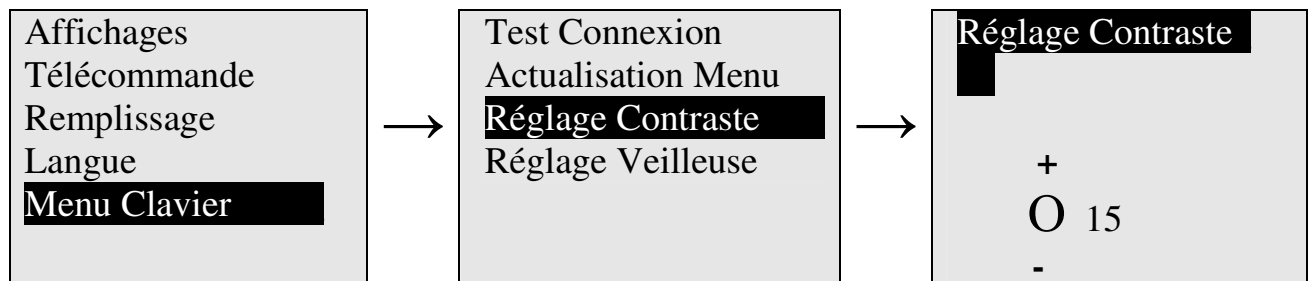 Affichages
Télécommande
Remplissage
Langue
Menu Clavier
Test Connexion
Actualisation Menu
Réglage Contraste
Réglage Veilleuse
Réglage Contraste
+
O 15
-